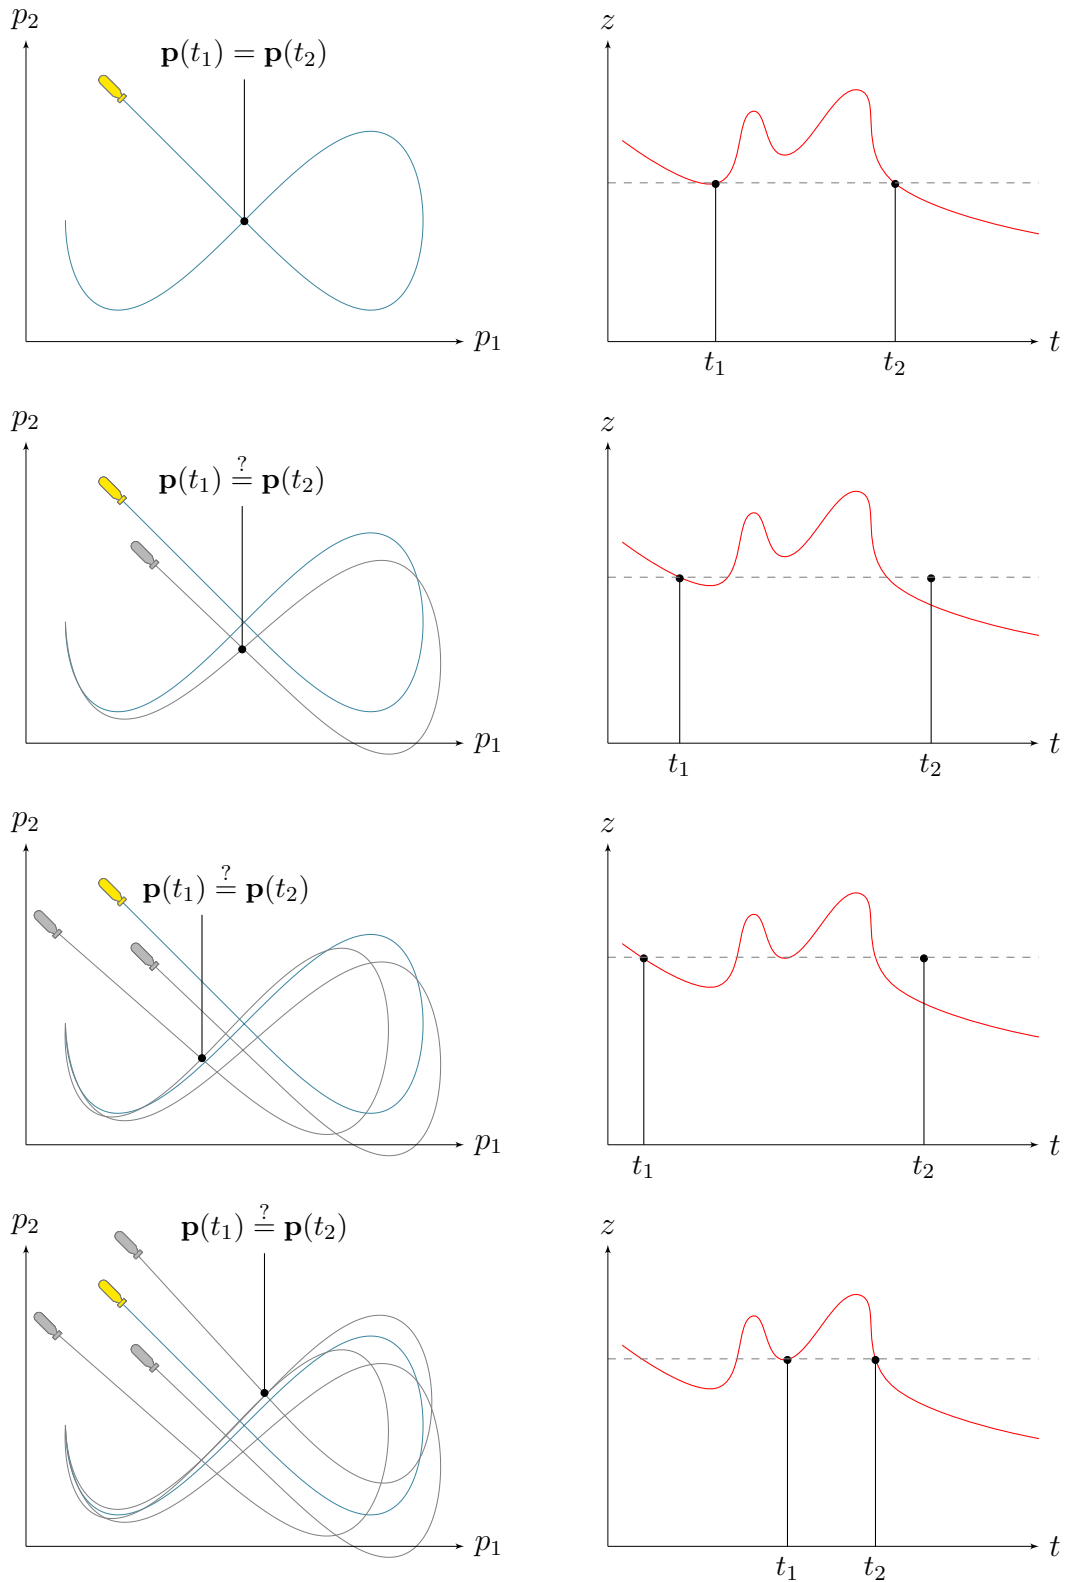 p₂
p(t₁) = p(t₂)
p₁
z
t₁ t₂ t
p₂
p(t₁) ≟ p(t₂)
p₁
z
t₁ t₂ t
p₂
p(t₁) ≟ p(t₂)
p₁
z
t₁ t₂ t
p₂
p(t₁) ≟ p(t₂)
p₁
z
t₁ t₂ t